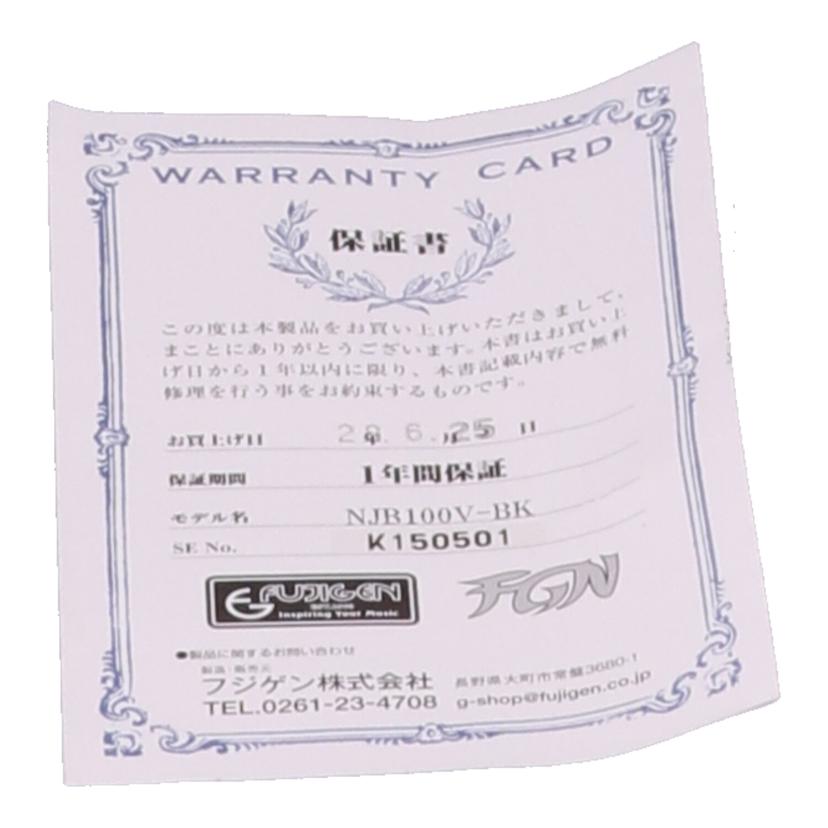 WARRANTY CARD
保証書
この度は本製品をお買い上げいただきまして、
まことにありがとうございます。本書はお買い上
げ日から1年以内に限り、本書記載内容で無料
修理を行う事をお約束するものです。
お買上げ日 28年 6.月25日
保証期間 1年間保証
モデル名 NJB100V-BK
SE No. K150501
FUJIGEN FGN
Inspiring Your Music
●製品に関するお問い合わせ
製造・販売元
フジゲン株式会社 長野県大町市常盤3680-1
TEL.0261-23-4708 g-shop@fujigen.co.jp